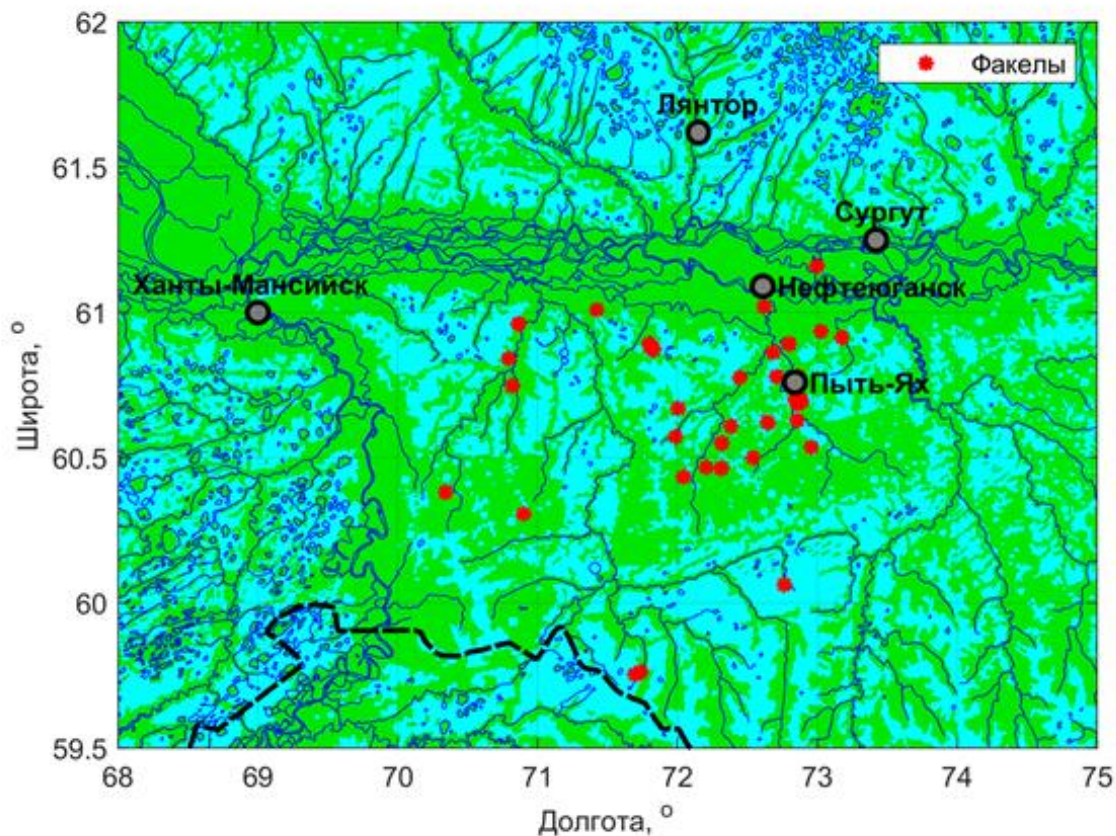 62
61.5
61
60.5
60
59.5
Широта, °
Факелы
Лянтор
Сургут
Ханты-Мансийск
Нефтеюганск
Пыть-Ях
68 69 70 71 72 73 74 75
Долгота, °